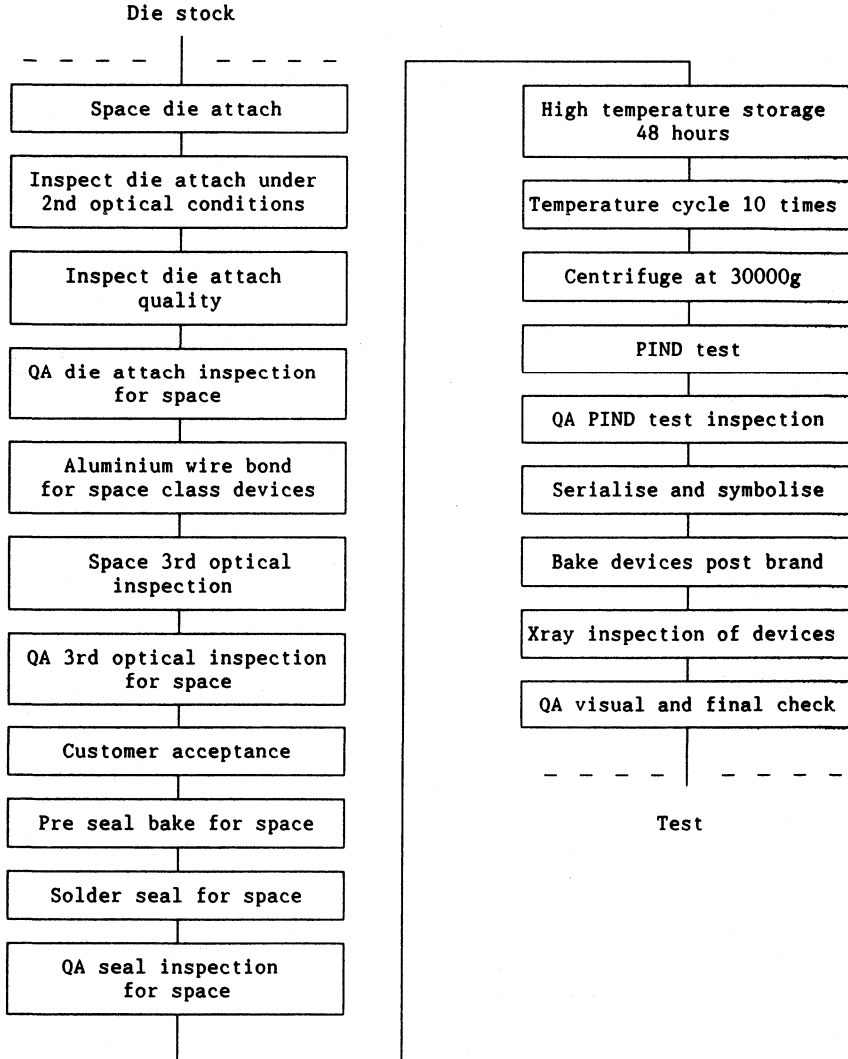 Die stock
Space die attach
Inspect die attach under
2nd optical conditions
Inspect die attach
quality
QA die attach inspection
for space
Aluminium wire bond
for space class devices
Space 3rd optical
inspection
QA 3rd optical inspection
for space
Customer acceptance
Pre seal bake for space
Solder seal for space
QA seal inspection
for space
High temperature storage
48 hours
Temperature cycle 10 times
Centrifuge at 30000g
PIND test
QA PIND test inspection
Serialise and symbolise
Bake devices post brand
Xray inspection of devices
QA visual and final check
Test